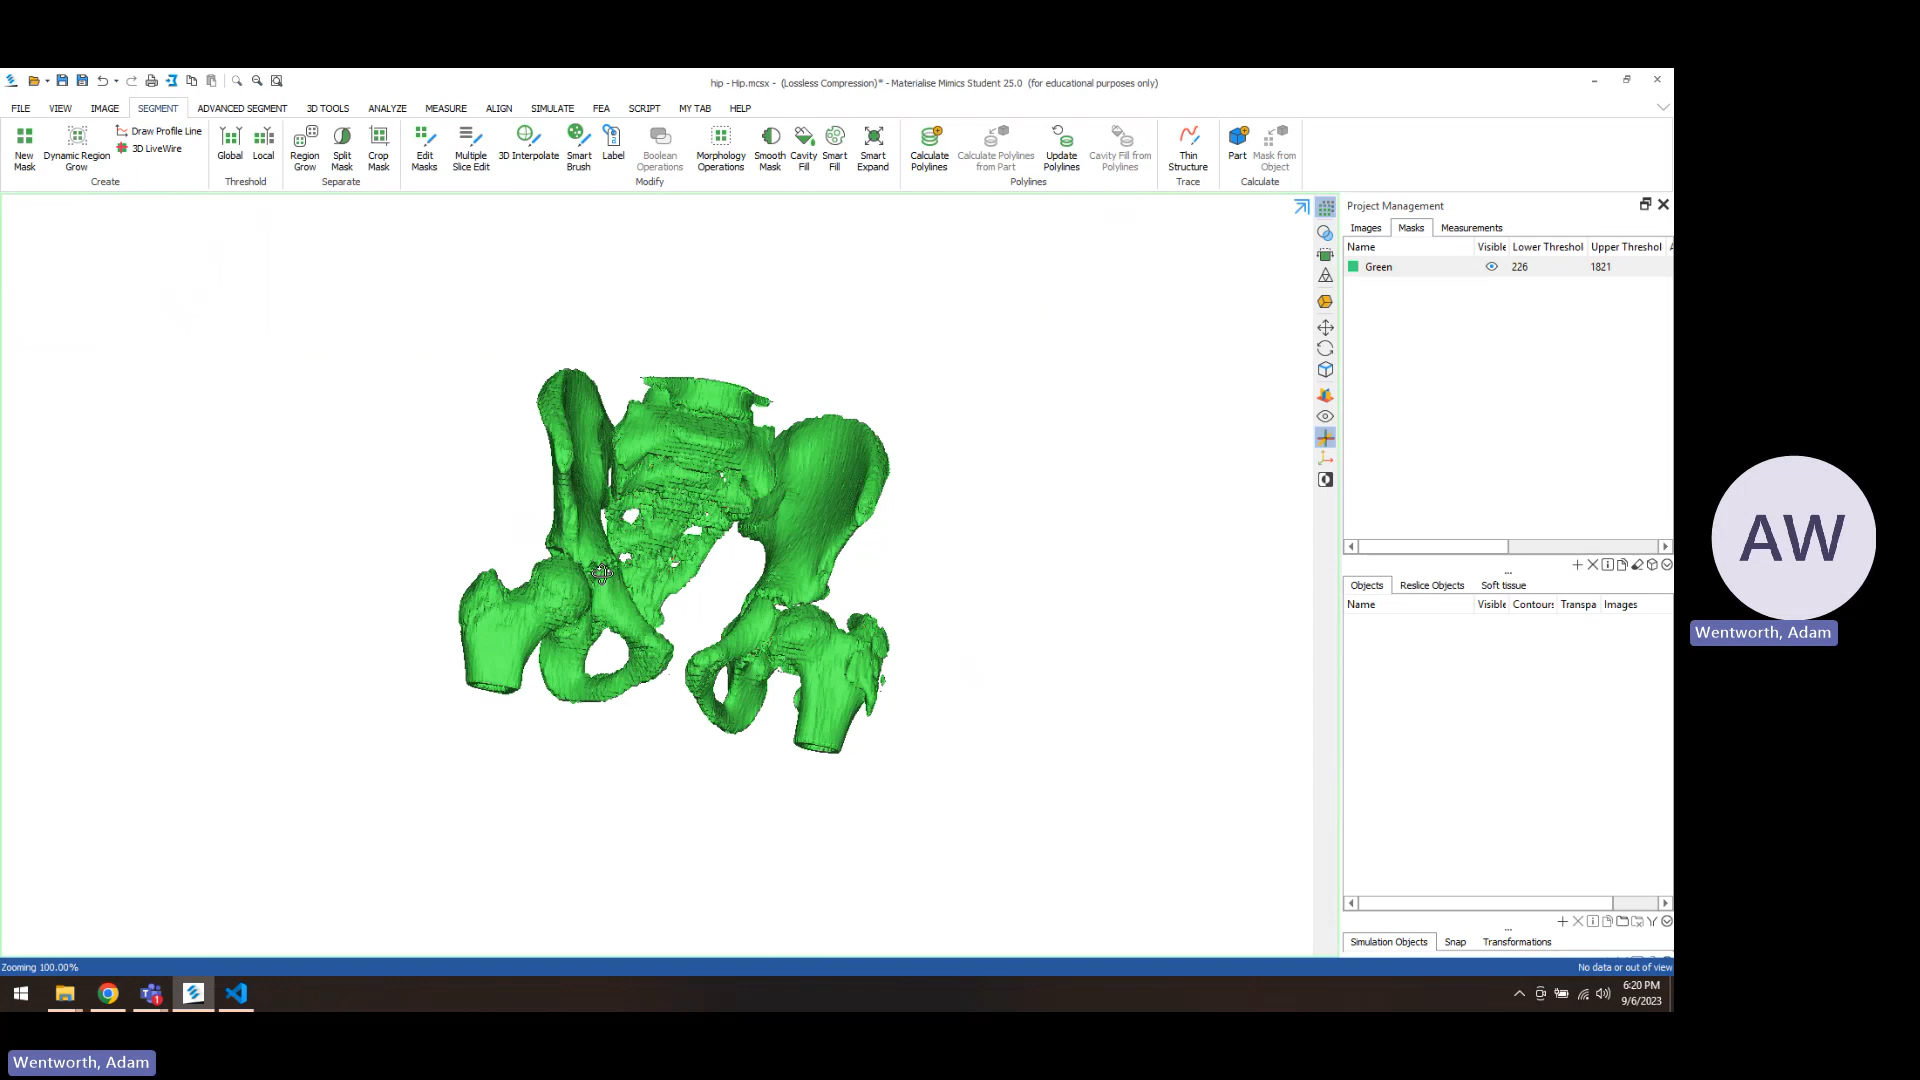 hip - Hip.mcsx - (Lossless Compression)* - Materialise Mimics Student 25.0 (for educational purposes only)
FILE VIEW IMAGE SEGMENT ADVANCED SEGMENT 3D TOOLS ANALYZE MEASURE ALIGN SIMULATE FEA SCRIPT MY TAB HELP
New Mask
Dynamic Region Grow
Draw Profile Line
3D LiveWire
Create
Global
Local
Threshold
Region Grow
Split Mask
Crop Mask
Separate
Edit Masks
Multiple Slice Edit
3D Interpolate
Smart Brush
Label
Boolean Operations
Morphology Operations
Smooth Mask
Cavity Fill
Smart Fill
Smart Expand
Modify
Calculate Polylines
Calculate Polylines from Part
Update Polylines
Cavity Fill from Polylines
Polylines
Thin Structure
Trace
Part
Mask from Object
Calculate
Project Management
Images Masks Measurements
Name Visible Lower Threshol Upper Threshol
Green 226 1821
Objects Reslice Objects Soft tissue
Name Visible Contours Transpa Images
Simulation Objects Snap Transformations
Zooming 100.00%
No data or out of view
6:20 PM
9/6/2023
AW
Wentworth, Adam
Wentworth, Adam